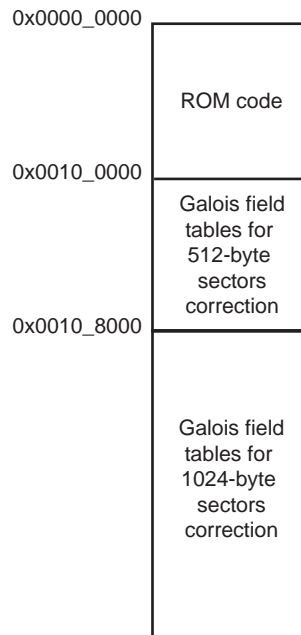 0x0000_0000
ROM code
0x0010_0000
Galois field
tables for
512-byte
sectors
correction
0x0010_8000
Galois field
tables for
1024-byte
sectors
correction